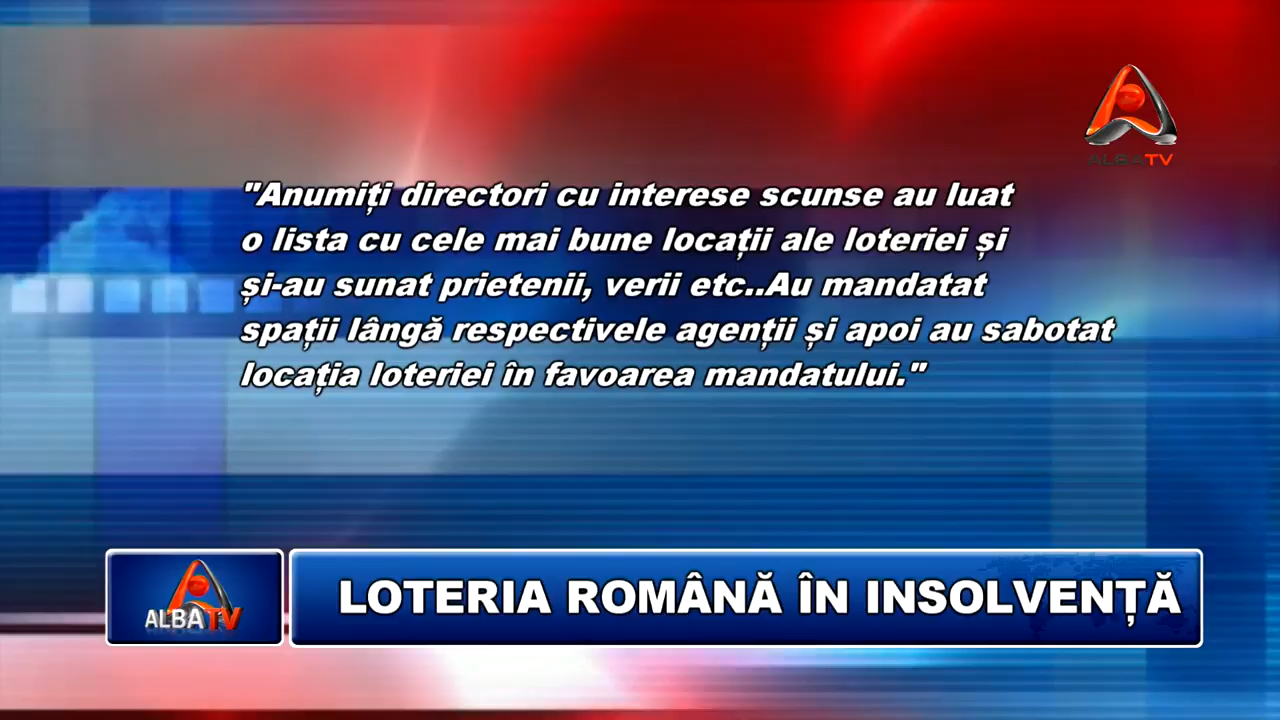 ALBATV
"Anumiți directori cu interese scunse au luat
o lista cu cele mai bune locații ale loteriei și
și-au sunat prietenii, verii etc..Au mandatat
spații lângă respectivele agenții și apoi au sabotat
locația loteriei în favoarea mandatului."
ALBATV
LOTERIA ROMÂNĂ ÎN INSOLVENȚĂ